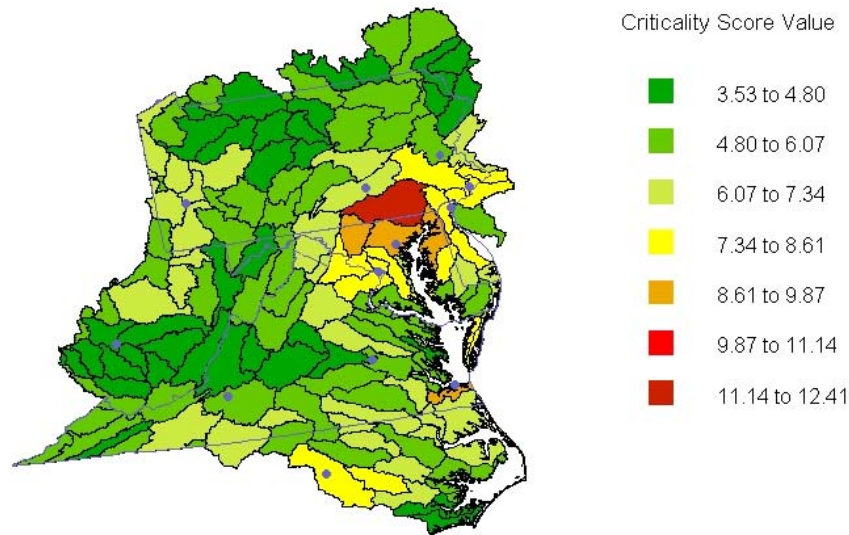 Criticality Score Value
3.53 to 4.80
4.80 to 6.07
6.07 to 7.34
7.34 to 8.61
8.61 to 9.87
9.87 to 11.14
11.14 to 12.41